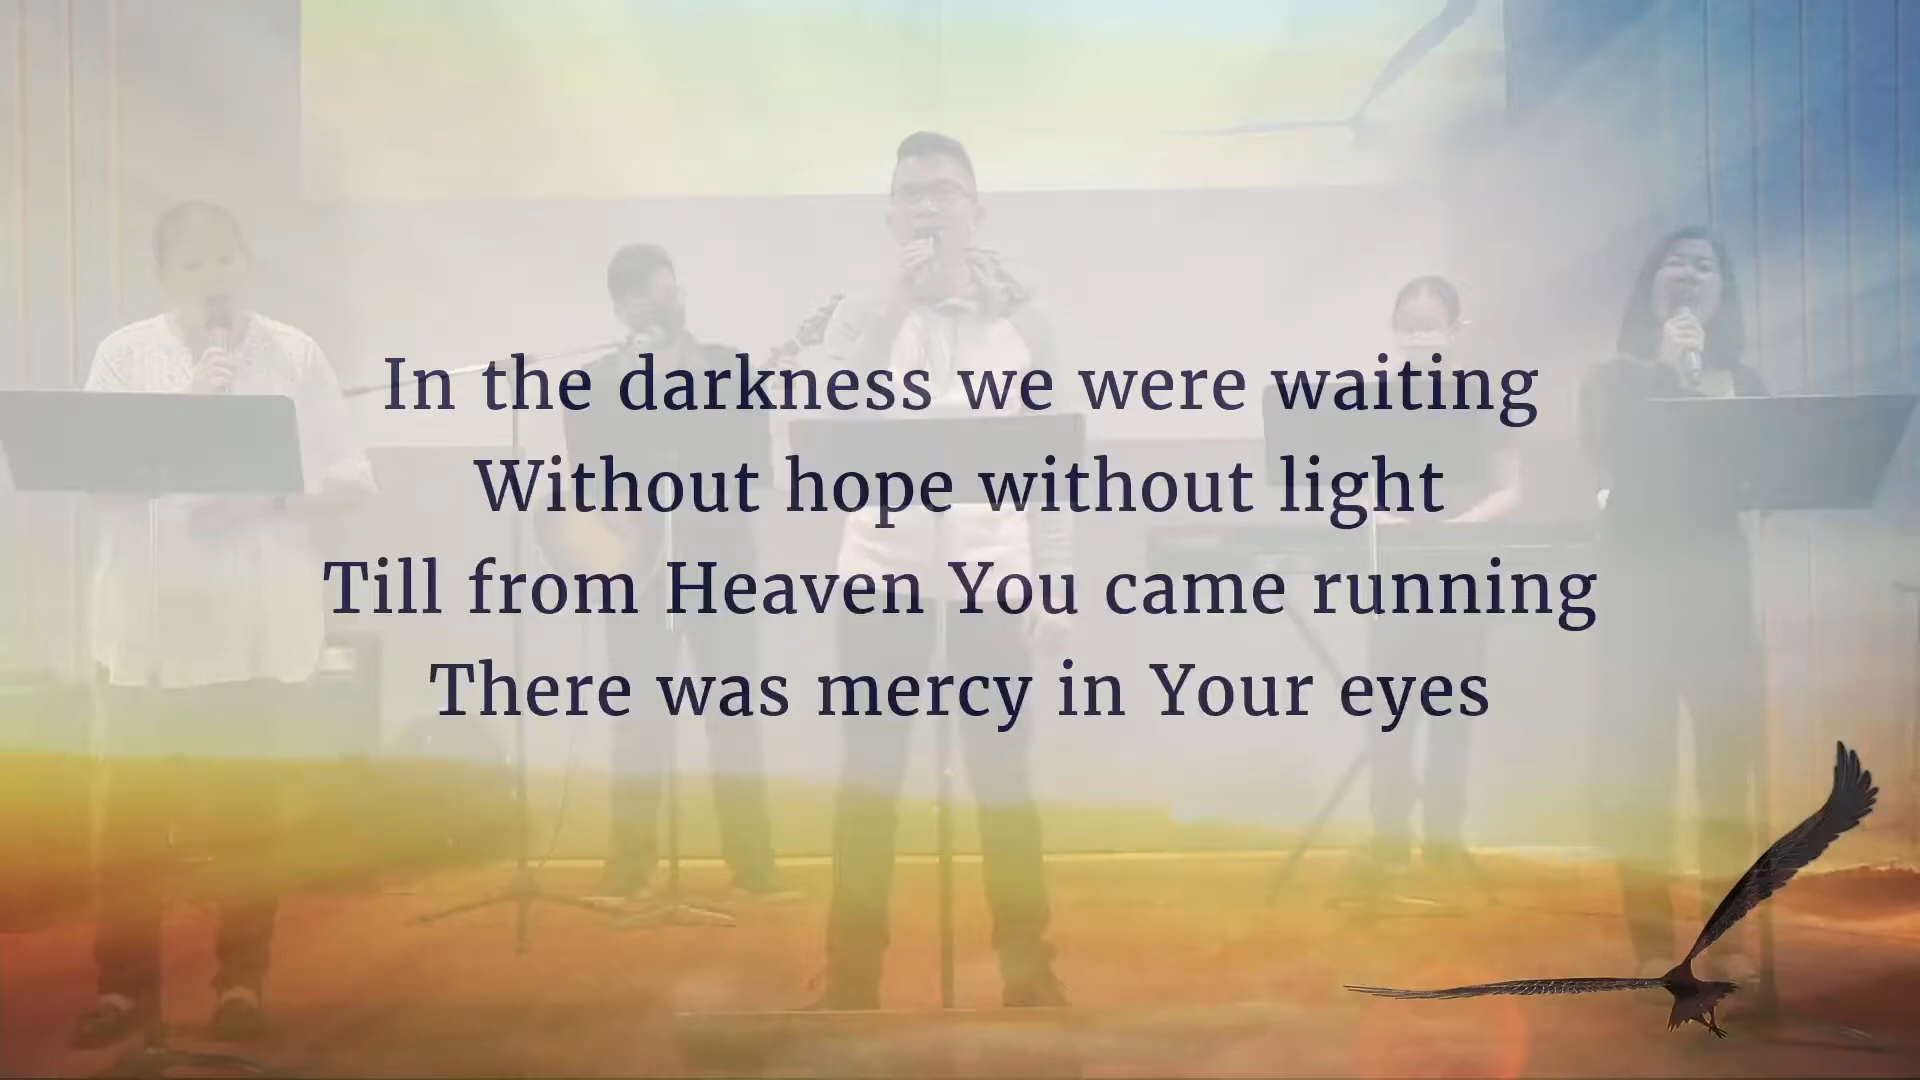 In the darkness we were waiting
Without hope without light
Till from Heaven You came running
There was mercy in Your eyes